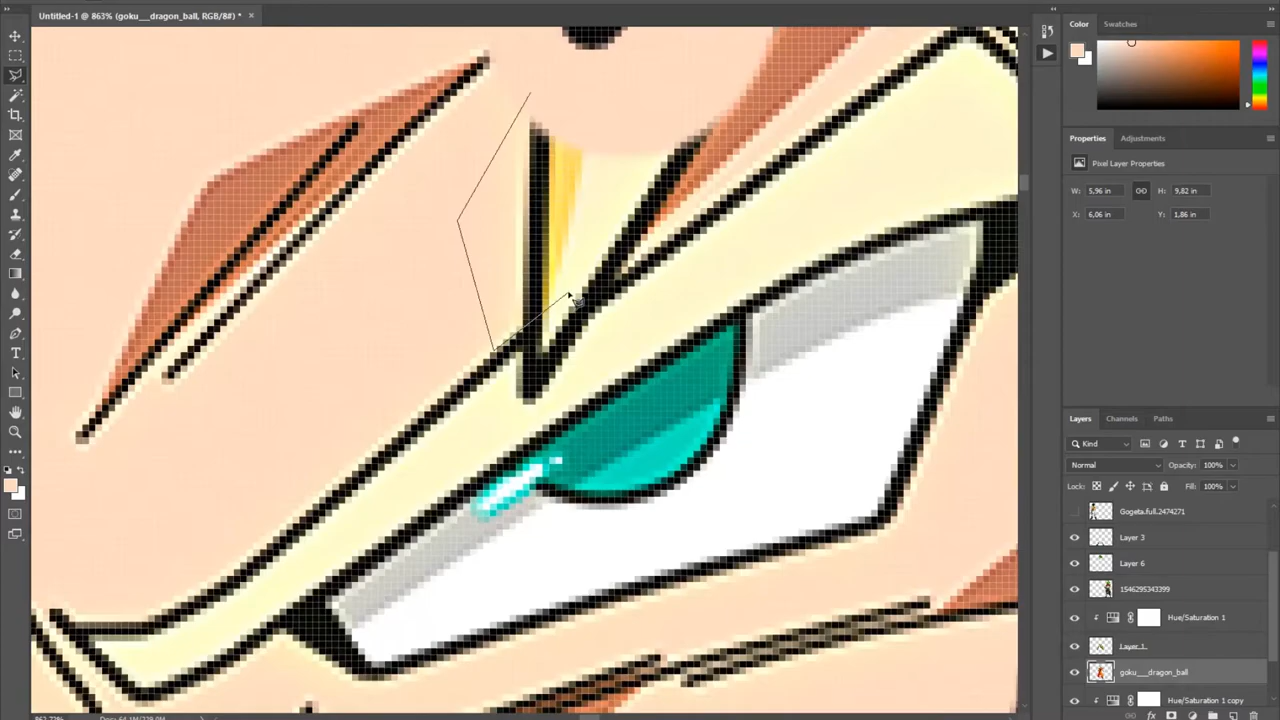 Untitled-1 @ 863% (goku__dragon_ball, RGB/8#) *
Color
Swatches
Properties
Adjustments
Pixel Layer Properties
W: 5,96 in
H: 9,82 in
X: 6,06 in
Y: 1,86 in
Layers
Channels
Paths
Kind
Normal
Opacity: 100%
Lock:
Fill: 100%
Gogeta.full.2474271
Layer 3
Layer 6
1546295343399
Hue/Saturation 1
Layer 1
goku__dragon_ball
Hue/Saturation 1 copy